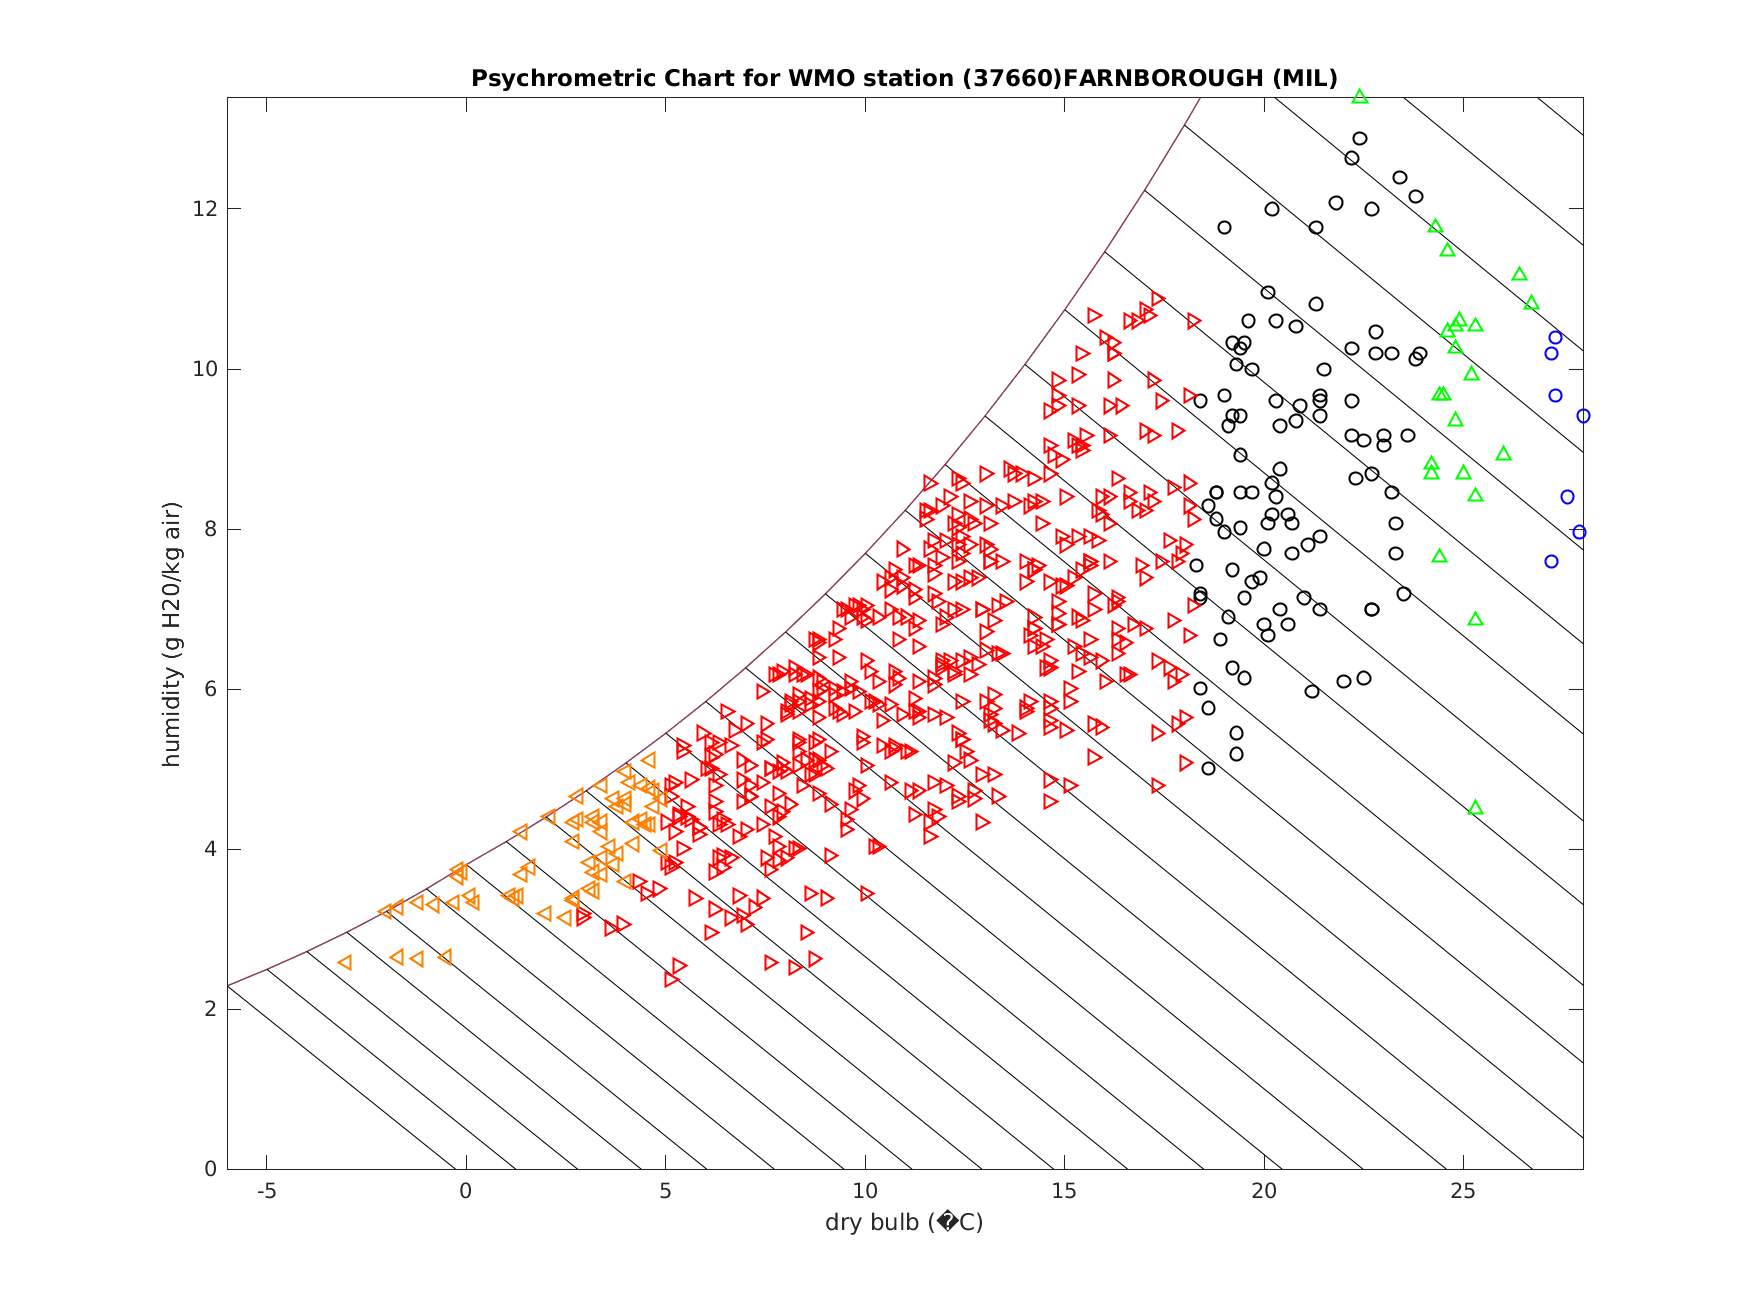 Psychrometric Chart for WMO station (37660)FARNBOROUGH (MIL)
humidity (g H20/kg air)
12
10
8
6
4
2
0
-5 0 5 10 15 20 25
dry bulb (�C)